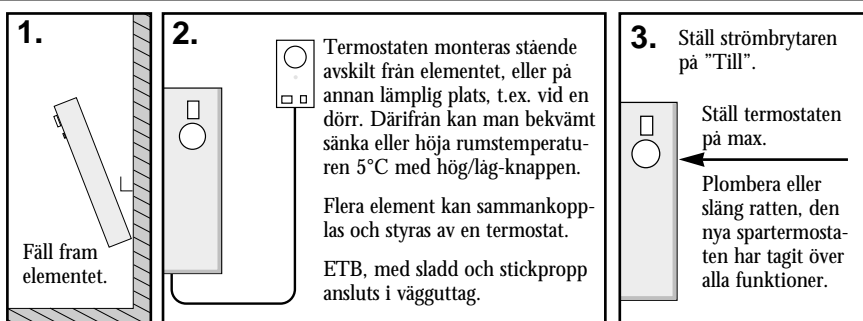 1.
Fäll fram
elementet.
2.
Termostaten monteras stående
avskilt från elementet, eller på
annan lämplig plats, t.ex. vid en
dörr. Därifrån kan man bekvämt
sänka eller höja rumstemperatu-
ren 5°C med hög/låg-knappen.
Flera element kan sammankopp-
las och styras av en termostat.
ETB, med sladd och stickpropp
ansluts i vägguttag.
3.
Ställ strömbrytaren
på "Till".
Ställ termostaten
på max.
Plombera eller
släng ratten, den
nya spartermosta-
ten har tagit över
alla funktioner.